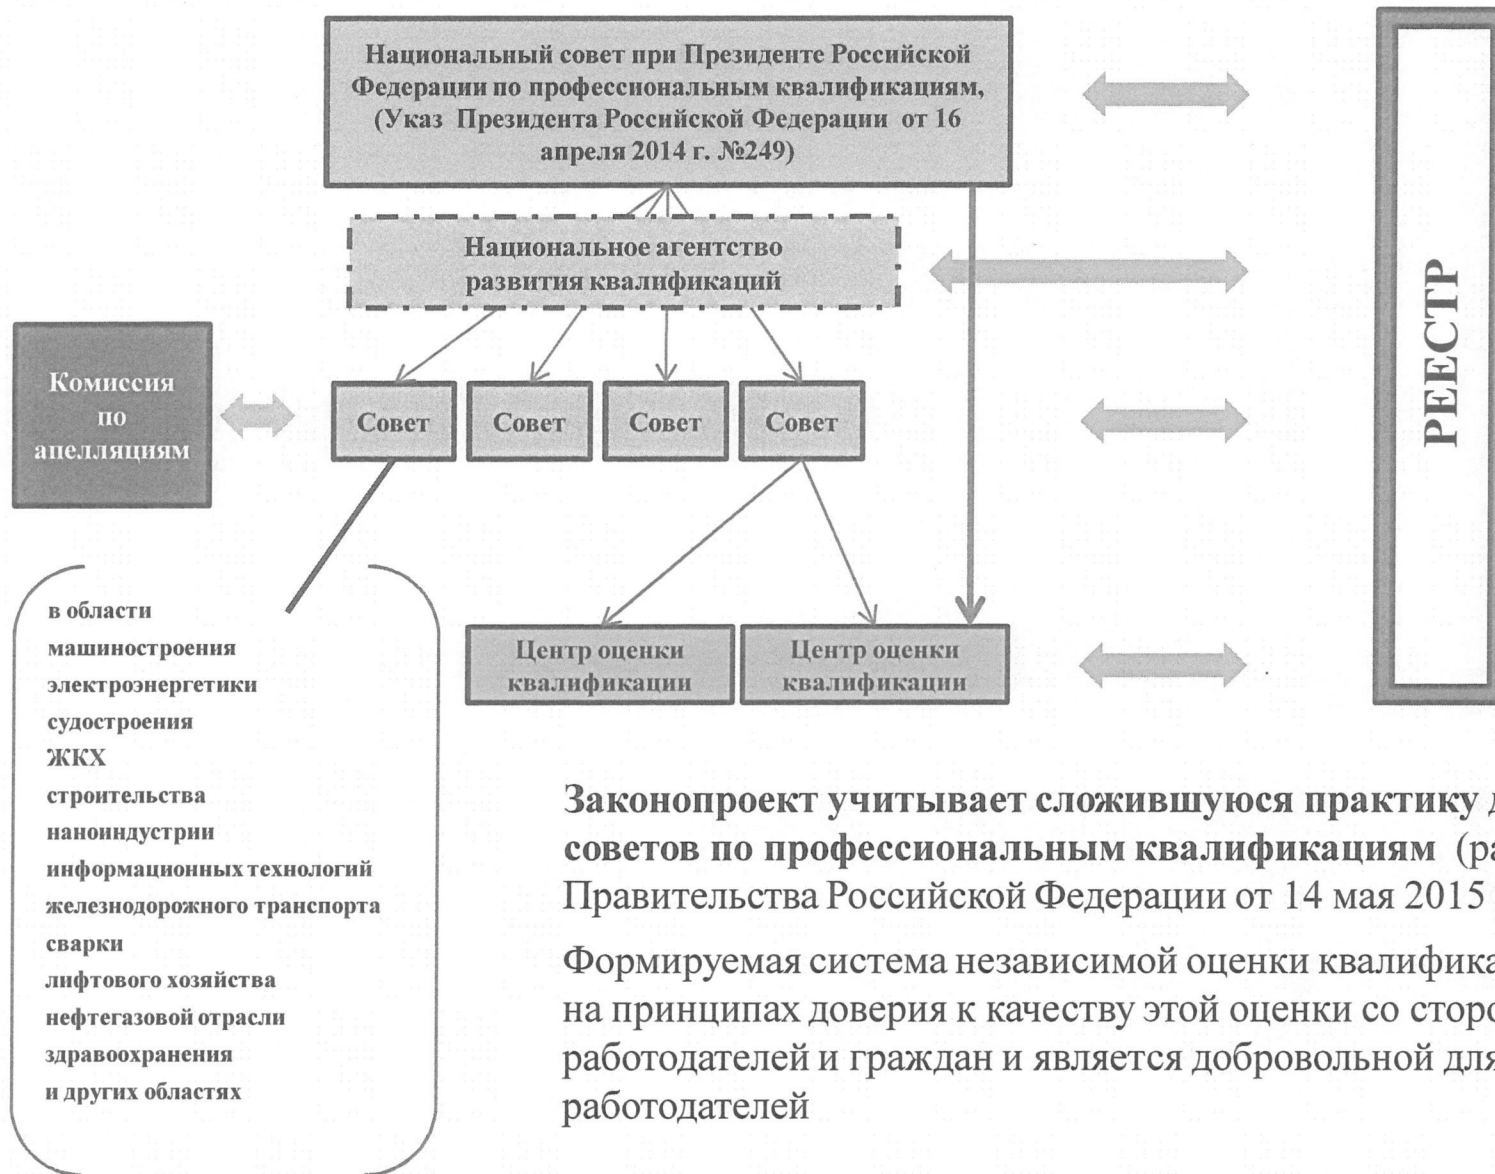 Национальный совет при Президенте Российской
Федерации по профессиональным квалификациям,
(Указ Президента Российской Федерации от 16
апреля 2014 г. №249)
Национальное агентство
развития квалификаций
Комиссия
по
апелляциям
Совет
Совет
Совет
Совет
РЕЕСТР
Центр оценки
квалификации
Центр оценки
квалификации
в области
машиностроения
электроэнергетики
судостроения
ЖКХ
строительства
наноиндустрии
информационных технологий
железнодорожного транспорта
сварки
лифтового хозяйства
нефтегазовой отрасли
здравоохранения
и других областях
Законопроект учитывает сложившуюся практику
советов по профессиональным квалификациям
Правительства Российской Федерации от 14 мая 2015
Формируемая система независимой оценки
на принципах доверия к качеству этой оценки со
работодателей и граждан и является добровольной для
работодателей